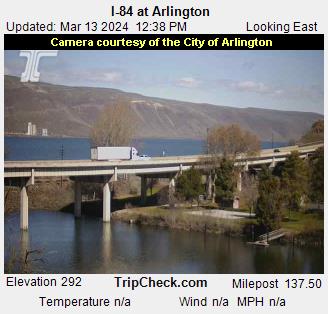 I-84 at Arlington
Updated: Mar 13 2024 12:38 PM Looking East
Camera courtesy of the City of Arlington
Elevation 292 TripCheck.com Milepost 137.50
Temperature n/a Wind n/a MPH n/a